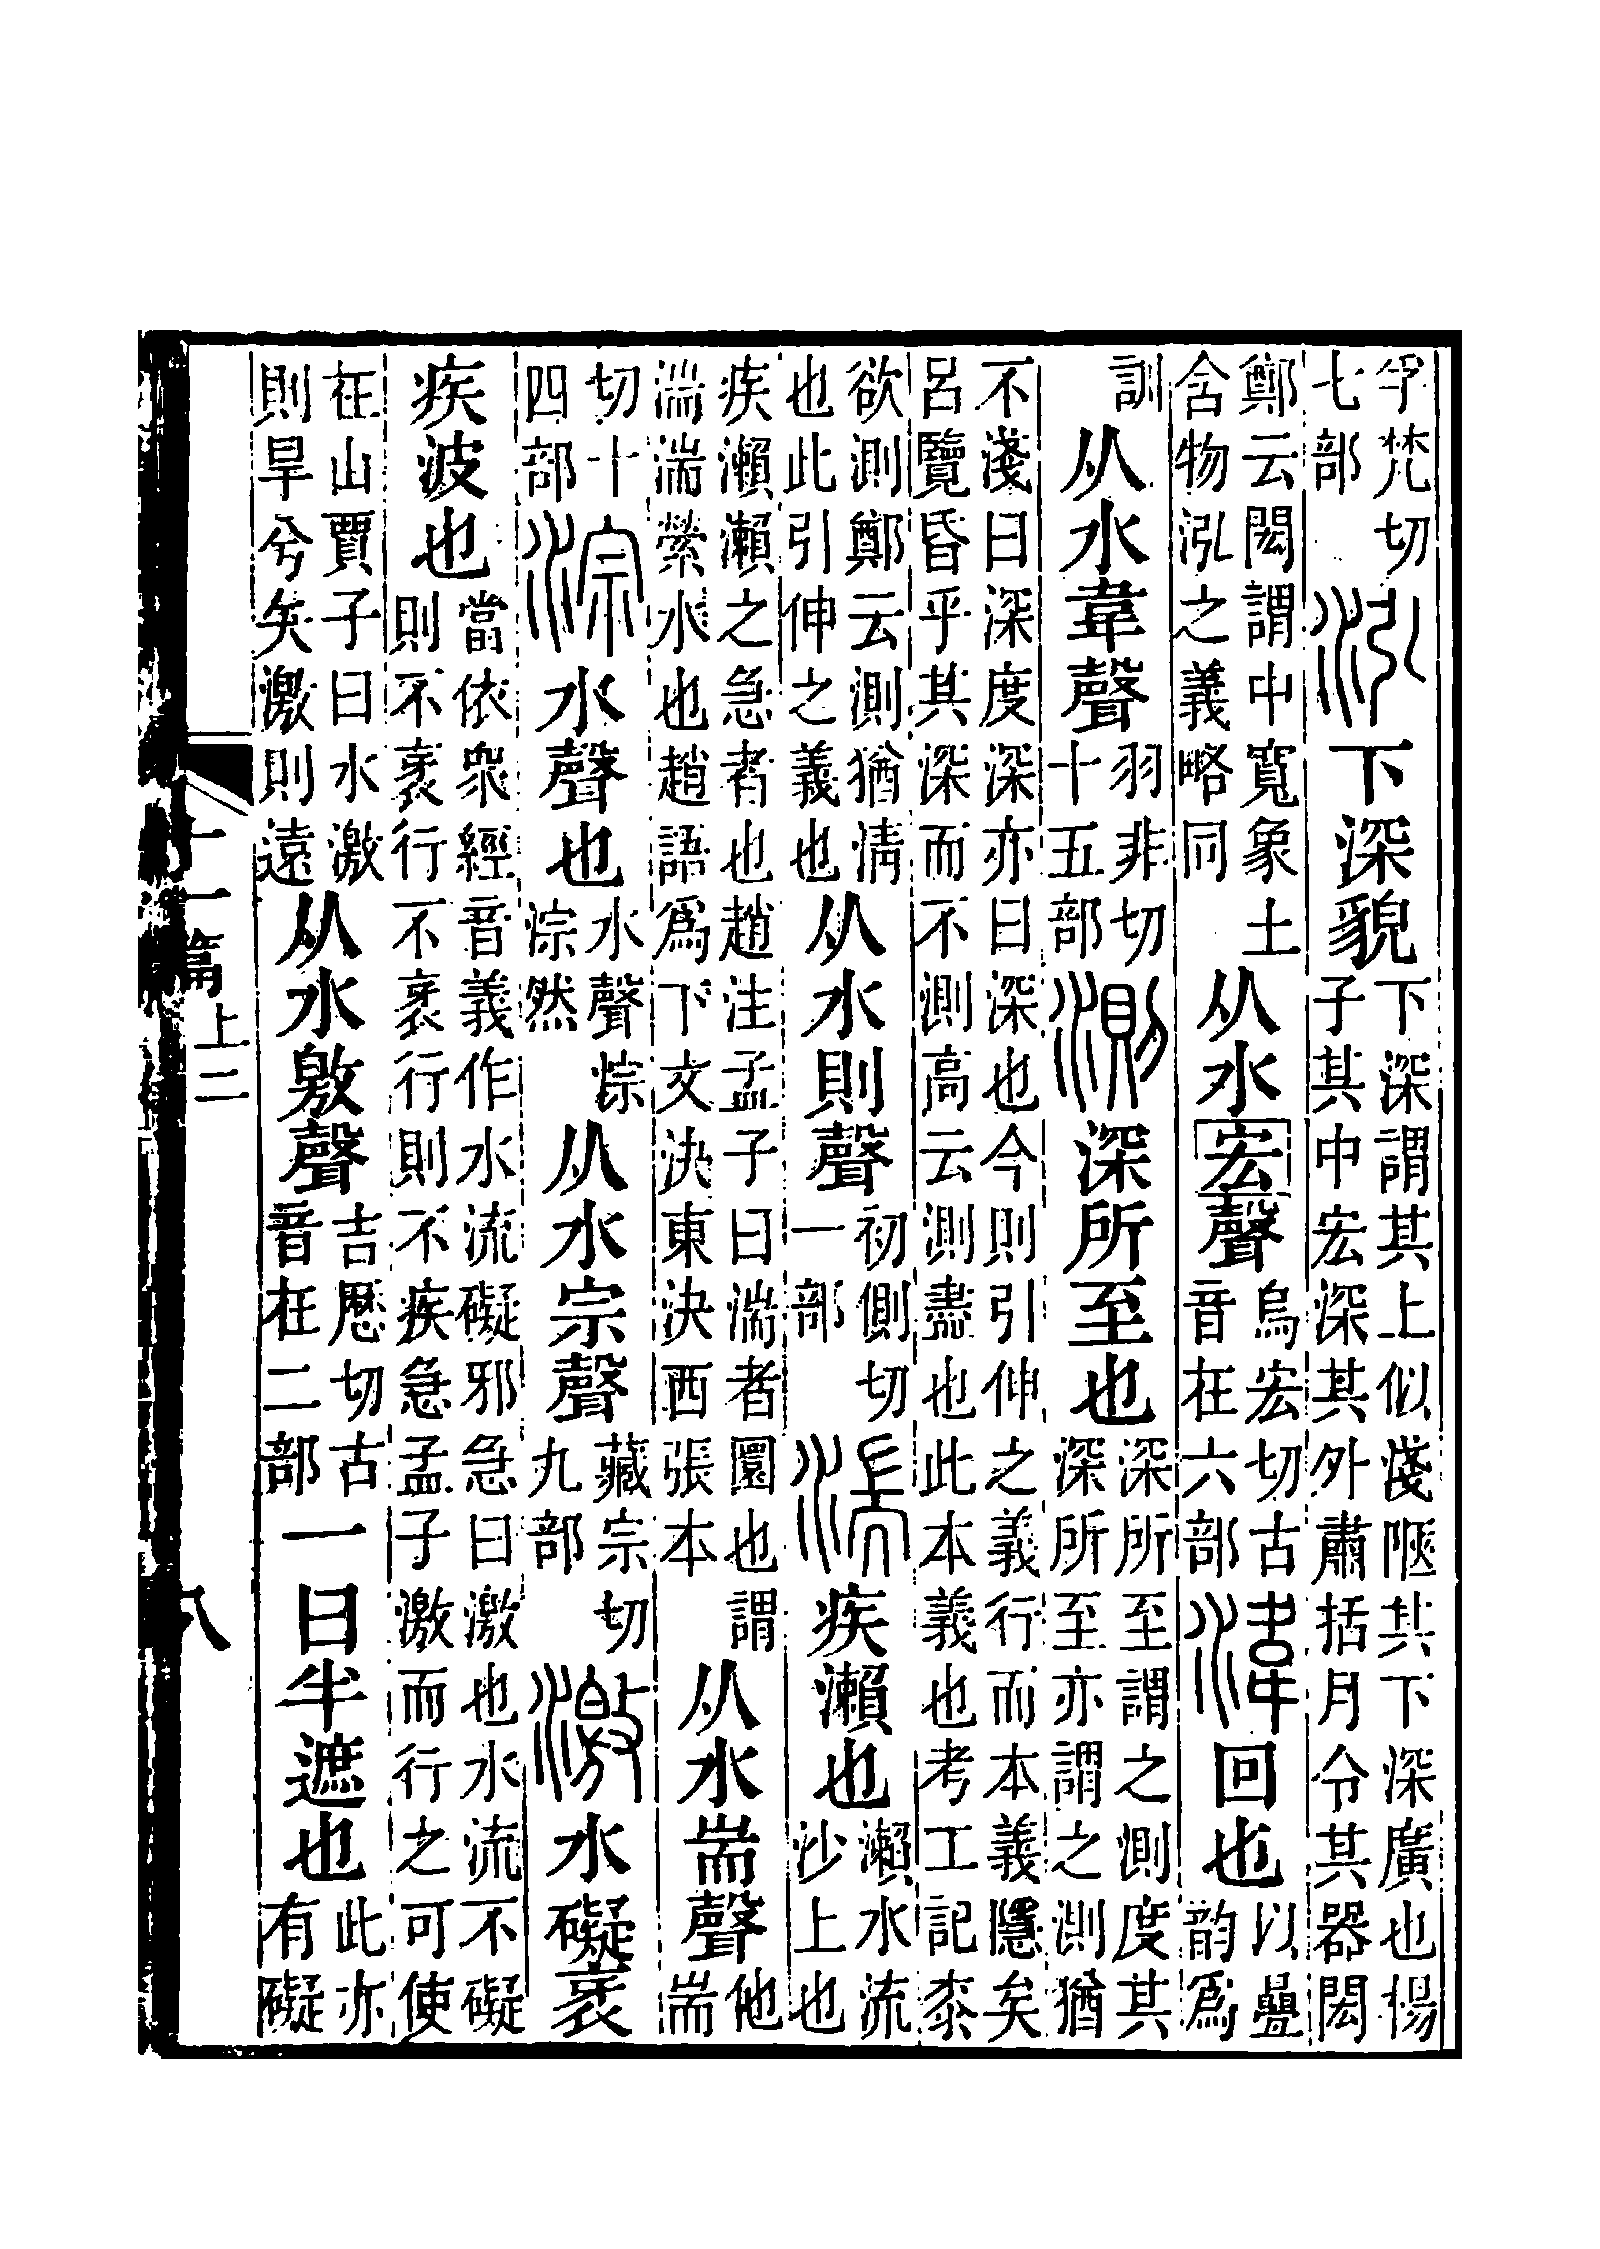 孚梵切七部泓下深貌下深謂其上似淺陿其下深廣也楊子其中宏深其外肅括月令其器閎
鄭云閎謂中寬象土含物泓之義略同从水宏聲烏宏切古音在六部湋回也以疊韵爲
訓从水韋聲羽非切十五部測深所至也深所至謂之測度其深所至亦謂之測猶
不淺曰深度深亦曰深也今則引伸之義行而本義隱矣呂覽昏乎其深而不測高云測盡也此本義也考工記桼
欲測鄭云測猶清也此引伸之義也从水則聲初側切一部湍疾瀨也瀨水流沙上也
疾瀨瀨之急者也趙注孟子曰湍者圜也謂湍湍縈水也趙語爲下文決東決西張本从水耑聲他耑
切十四部淙水聲也水聲淙淙然从水宗聲藏宗切九部激水礙衺
疾波也當依衆經音義作水流礙邪急曰激也水流不礙則不衺行不衺行則不疾急孟子激而行之可使
在山賈子曰水激則旱兮矢激則遠从水敫聲吉歷切古音在二部一曰半遮也此亦有礙
十一篇上二 八